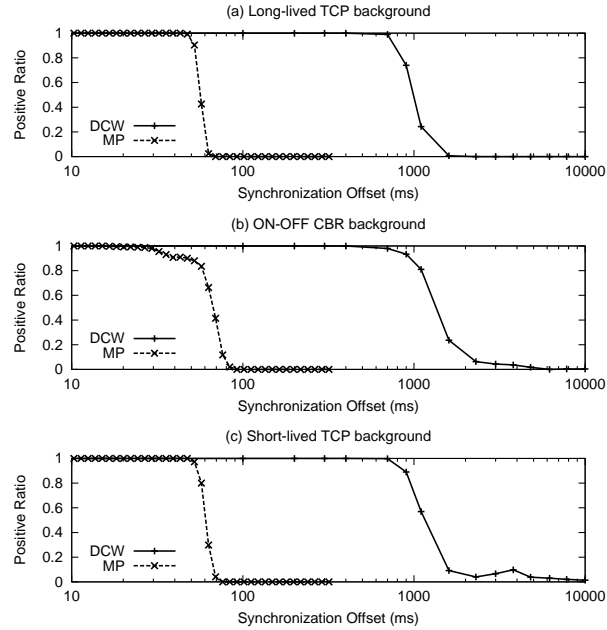 (a) Long-lived TCP background
1
0.8
0.6
0.4
0.2
0
Positive Ratio
DCW
MP
10 100 1000 10000
Synchronization Offset (ms)
(b) ON-OFF CBR background
1
0.8
0.6
0.4
0.2
0
Positive Ratio
DCW
MP
10 100 1000 10000
Synchronization Offset (ms)
(c) Short-lived TCP background
1
0.8
0.6
0.4
0.2
0
Positive Ratio
DCW
MP
10 100 1000 10000
Synchronization Offset (ms)